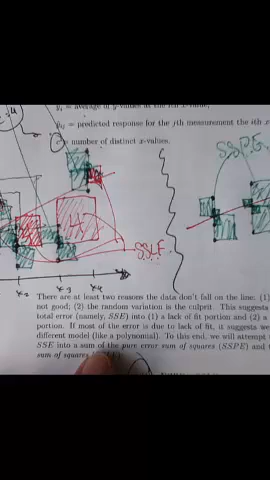 ȳᵢ = average of y-values at the ith x-value,
ŷᵢⱼ = predicted response for the jth measurement the ith x
c = number of distinct x-values.
SSPE
SSLF
x₂ x₃ x₄
There are at least two reasons the data don't fall on the line. (1)
not good; (2) the random variation is the culprit. This suggests
total error (namely, SSE) into (1) a lack of fit portion and (2) a
portion. If most of the error is due to lack of fit, it suggests we
different model (like a polynomial). To this end, we will attempt
SSE into a sum of the pure error sum of squares (SSPE) and
sum of squares